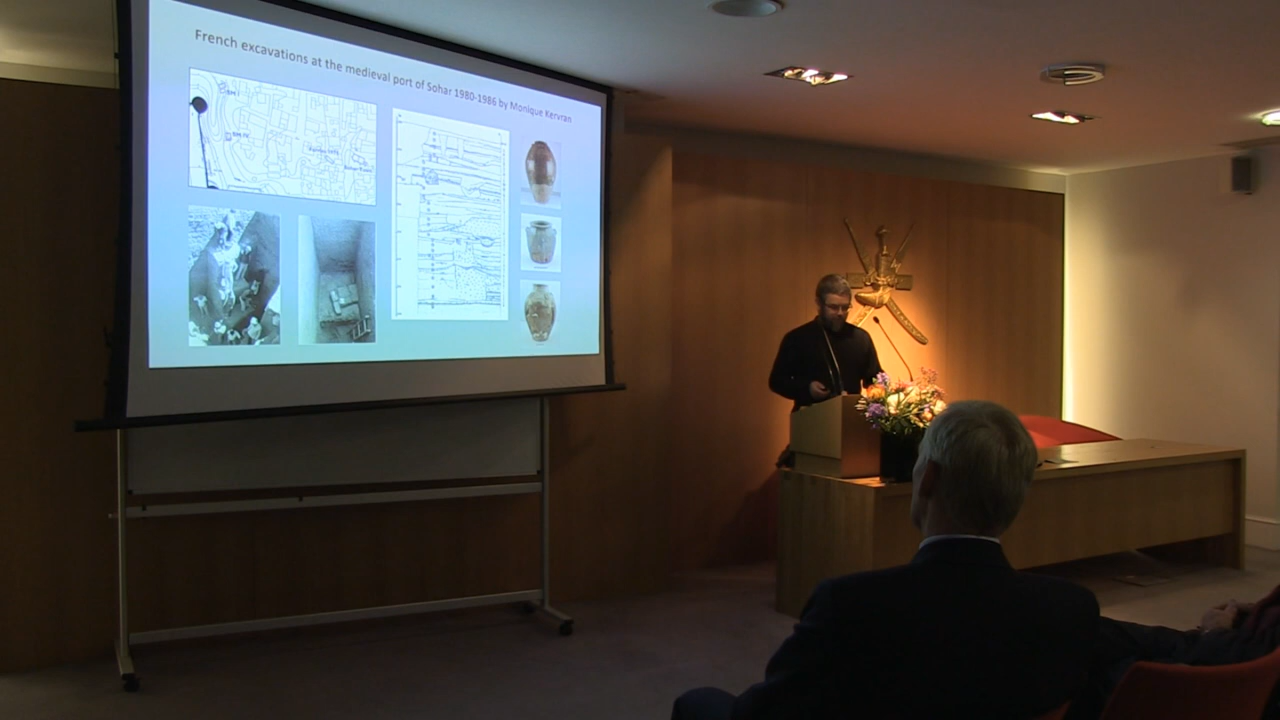 French excavations at the medieval port of Sohar 1980-1986 by Monique Kervran